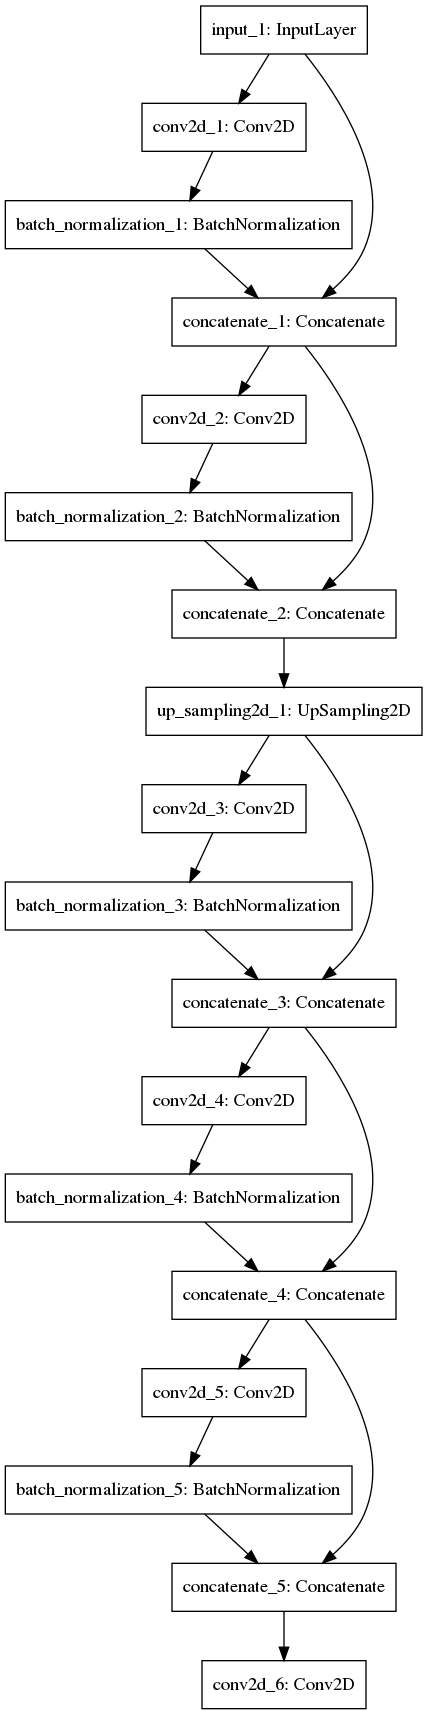 input_1: InputLayer
conv2d_1: Conv2D
batch_normalization_1: BatchNormalization
concatenate_1: Concatenate
conv2d_2: Conv2D
batch_normalization_2: BatchNormalization
concatenate_2: Concatenate
up_sampling2d_1: UpSampling2D
conv2d_3: Conv2D
batch_normalization_3: BatchNormalization
concatenate_3: Concatenate
conv2d_4: Conv2D
batch_normalization_4: BatchNormalization
concatenate_4: Concatenate
conv2d_5: Conv2D
batch_normalization_5: BatchNormalization
concatenate_5: Concatenate
conv2d_6: Conv2D